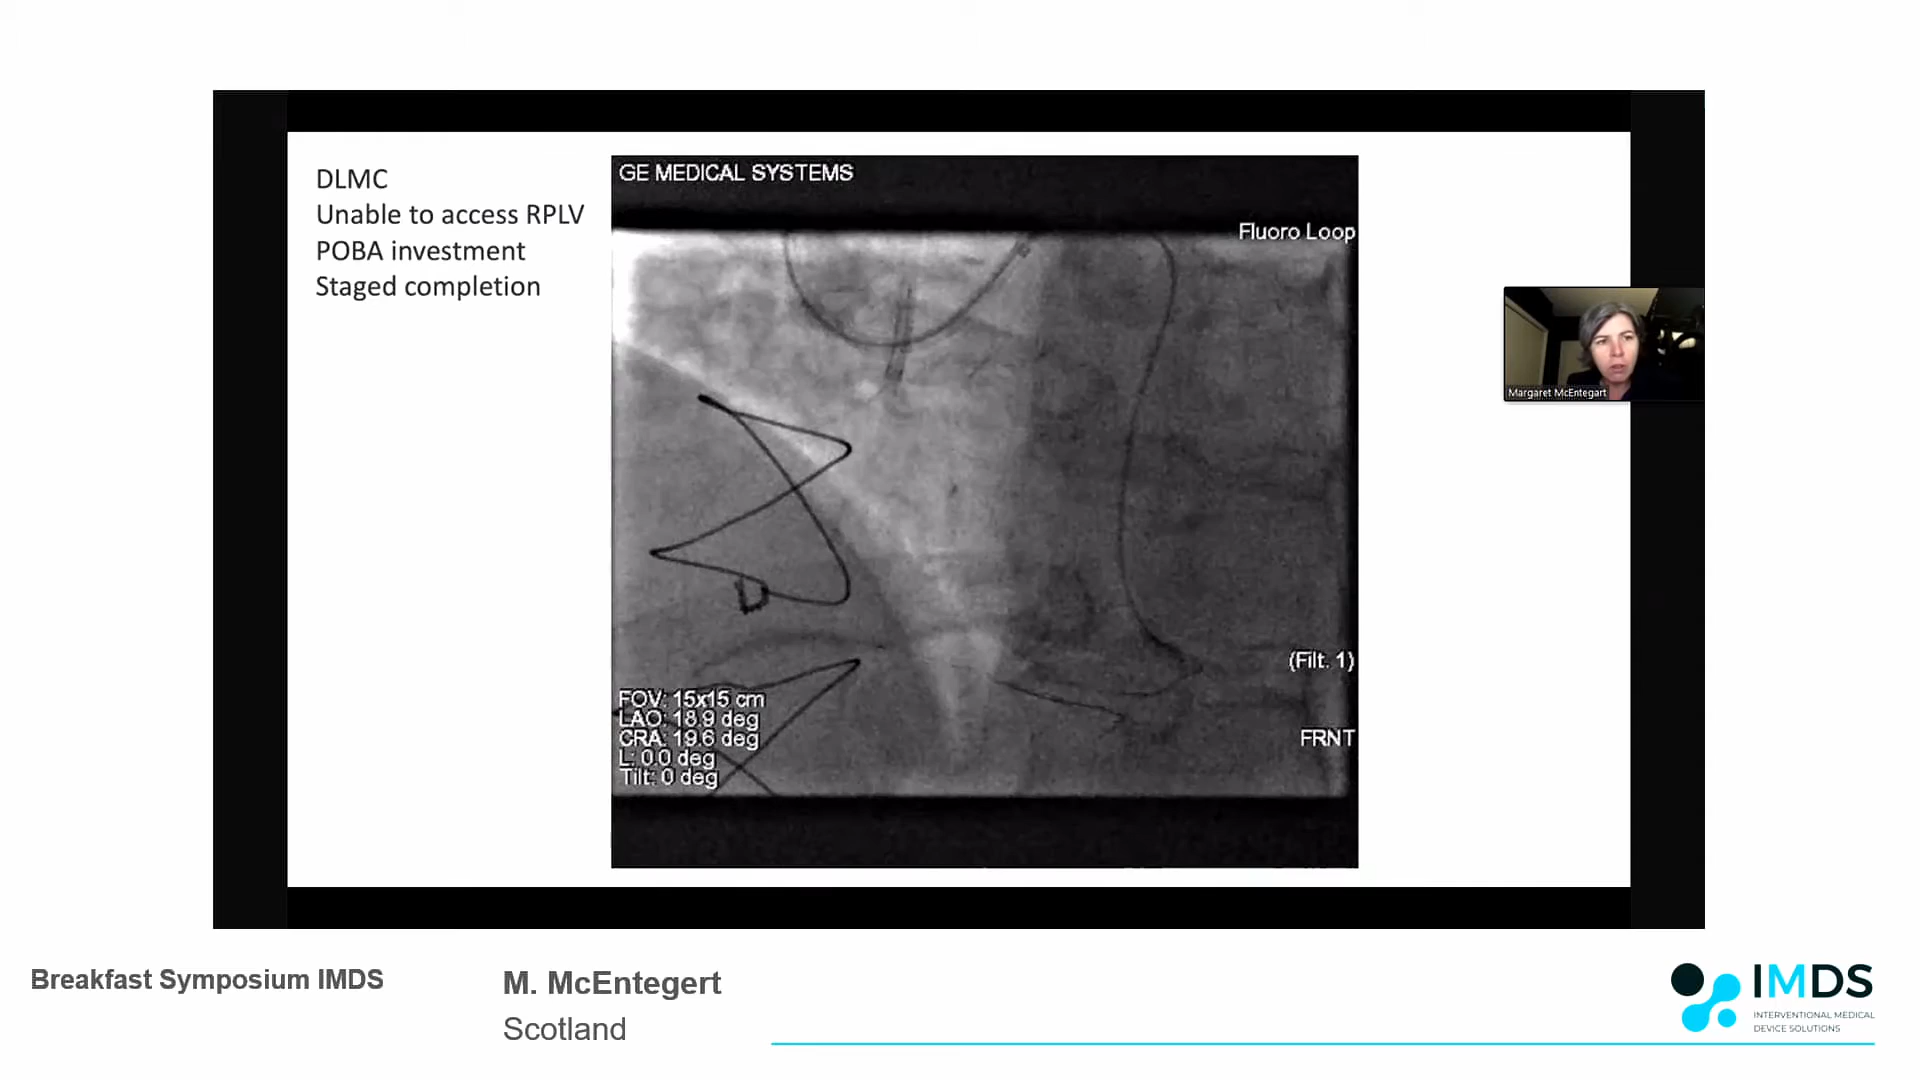 DLMC
Unable to access RPLV
POBA investment
Staged completion
GE MEDICAL SYSTEMS
Fluoro Loop
(Filt. 1)
FRNT
FOV: 15x15 cm
LAO: 18.9 deg
CRA: 19.6 deg
L: 0.0 deg
Tilt: 0 deg
Margaret McEntegart
Breakfast Symposium IMDS
M. McEntegert
Scotland
IMDS
INTERVENTIONAL MEDICAL
DEVICE SOLUTIONS